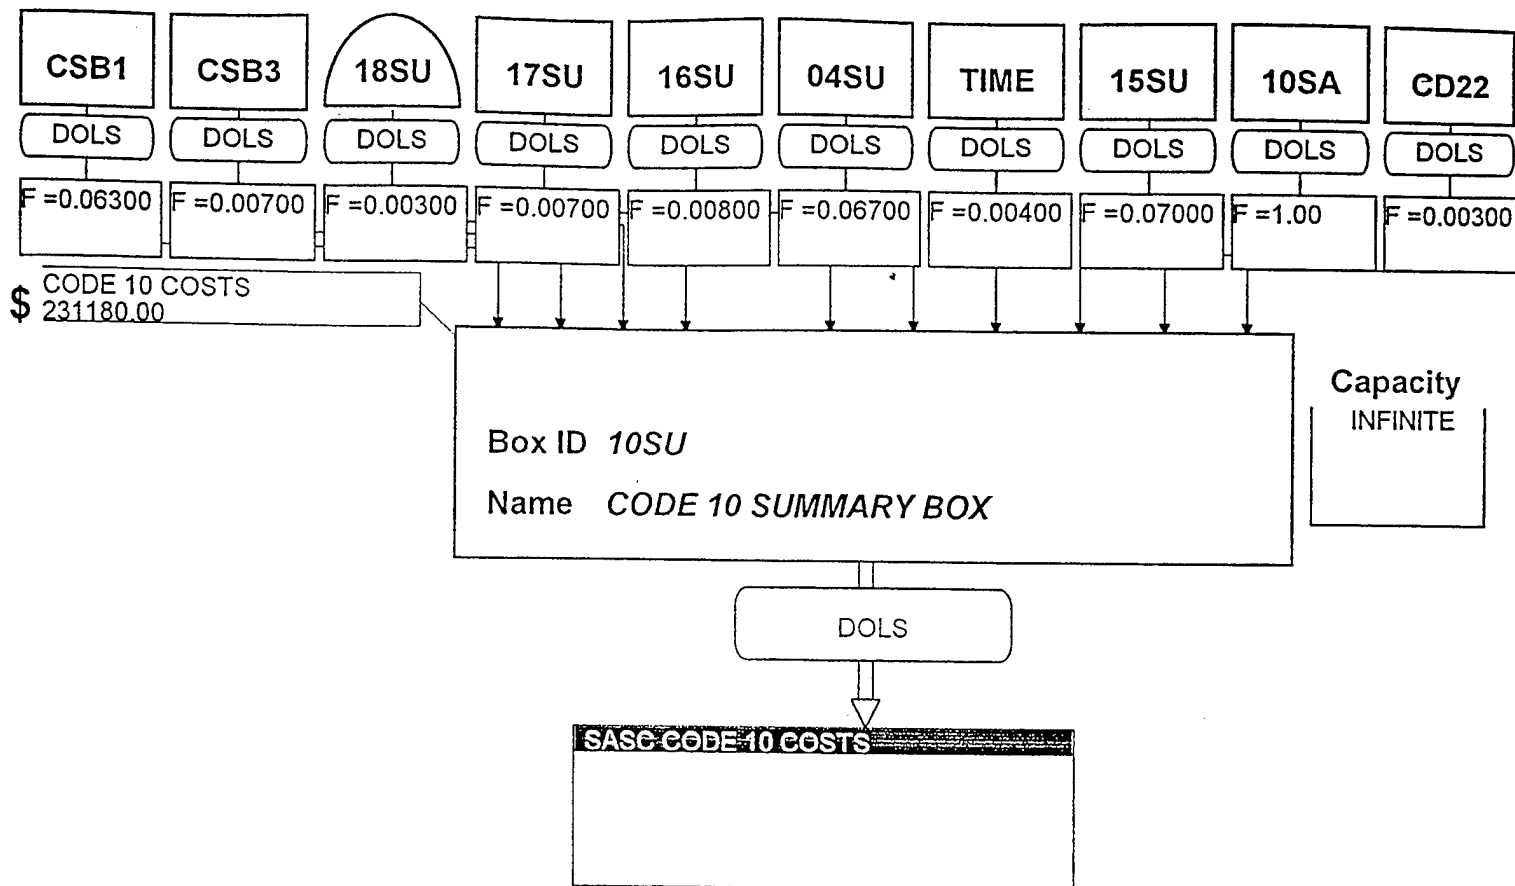 CSB1 CSB3 18SU 17SU 16SU 04SU TIME 15SU 10SA CD22
DOLS DOLS DOLS DOLS DOLS DOLS DOLS DOLS DOLS DOLS
F =0.06300 F =0.00700 F =0.00300 F =0.00700 F =0.00800 F =0.06700 F =0.00400 F =0.07000 F =1.00 F =0.00300
$ CODE 10 COSTS
231180.00
Capacity
INFINITE
Box ID 10SU
Name CODE 10 SUMMARY BOX
DOLS
SASC CODE 10 COSTS